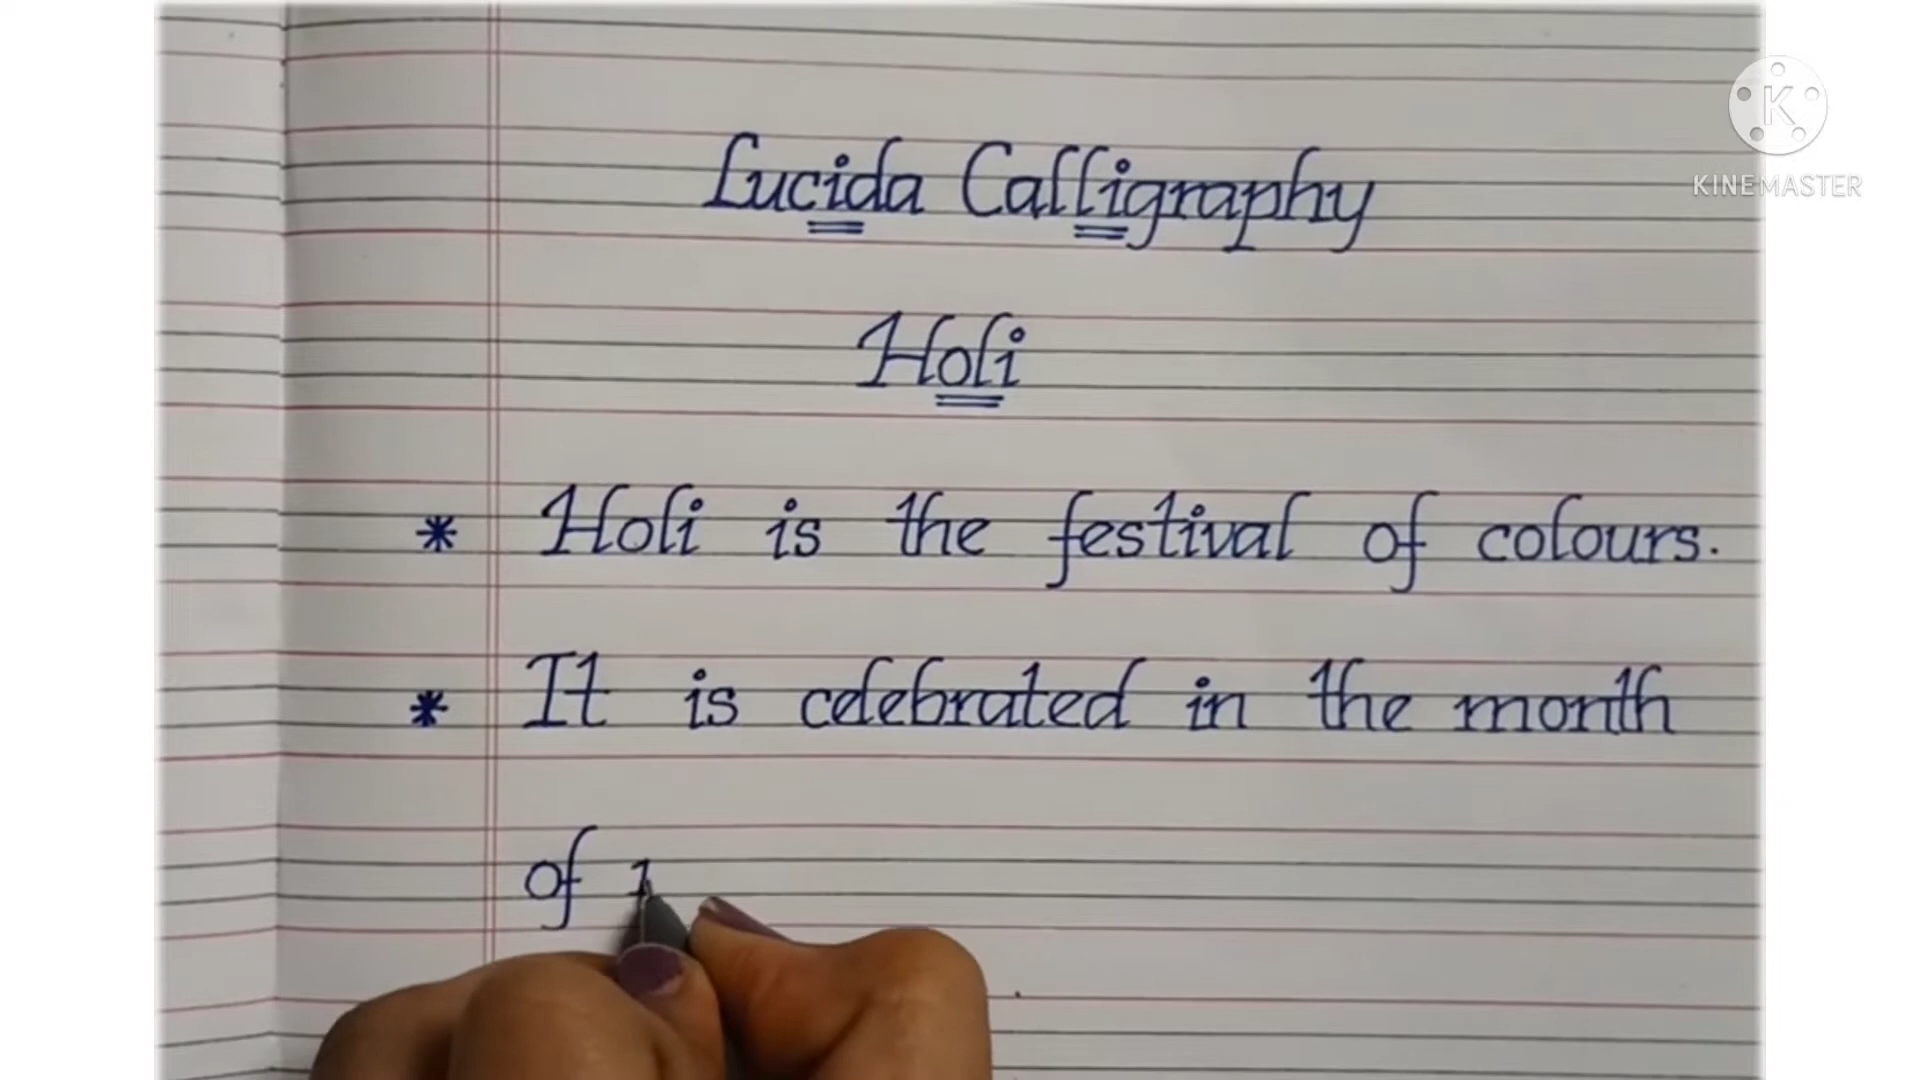 Lucida Calligraphy
KINEMASTER
Holi
* Holi is the festival of colours.
* It is celebrated in the month
of